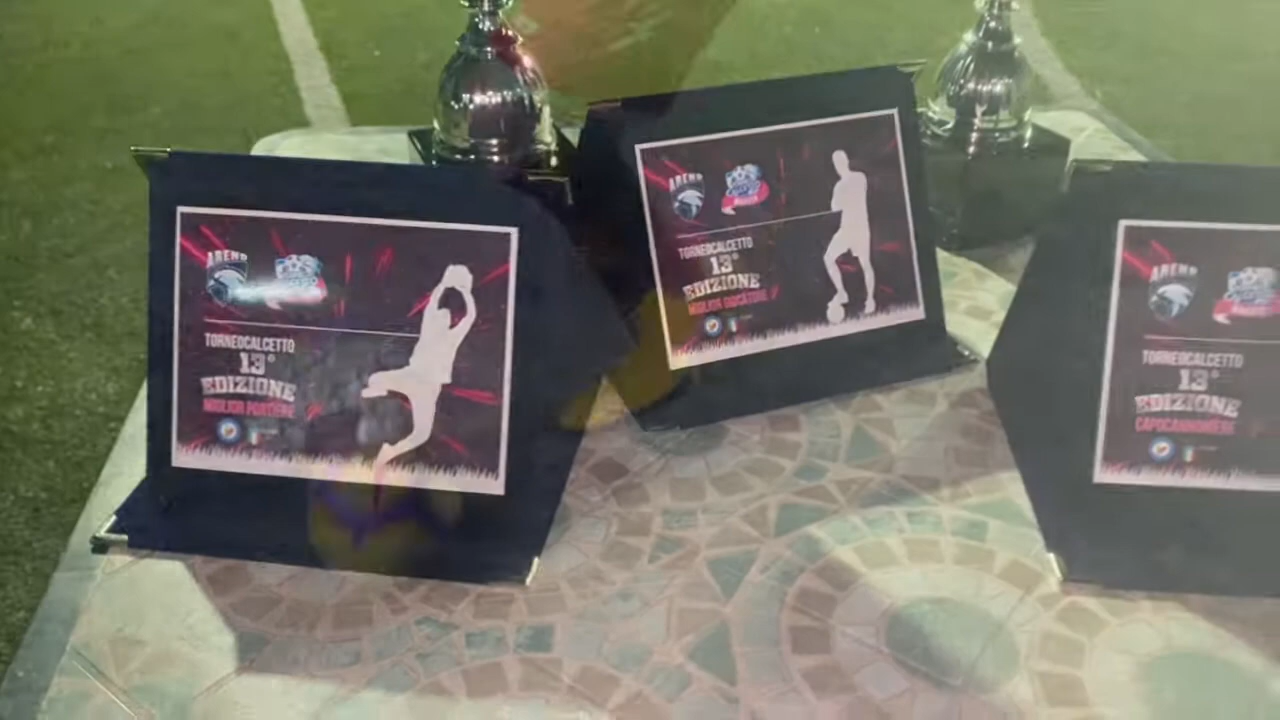 ARENA
TORNEOCALCETTO
13°
EDIZIONE
MIGLIOR PORTIERE
ARENA
TORNEOCALCETTO
13°
EDIZIONE
MIGLIOR GIOCATORE
ARENA
TORNEOCALCETTO
13°
EDIZIONE
CAPOCANNONIERE